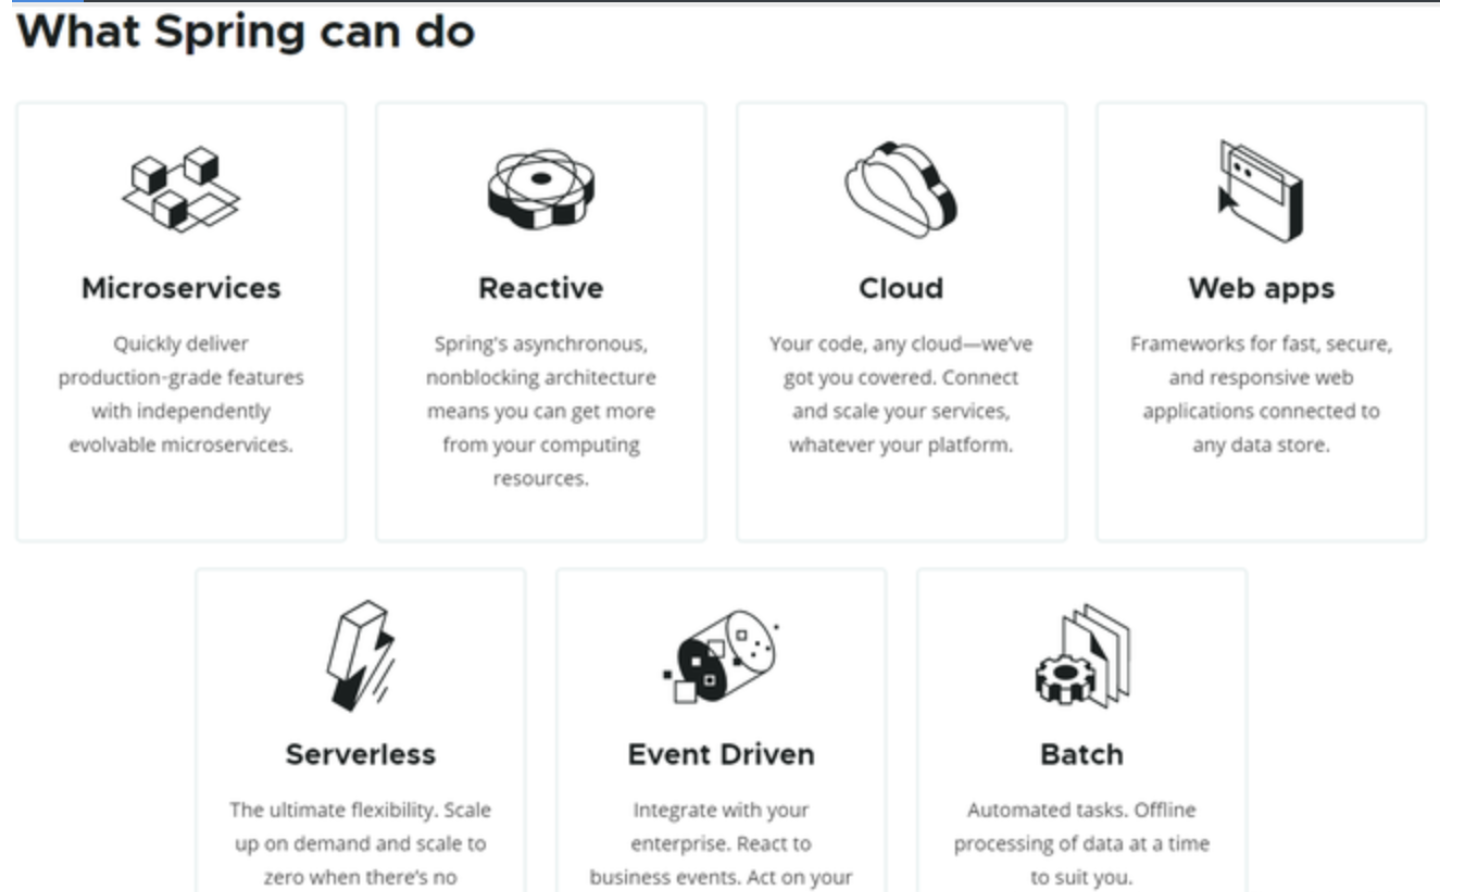 What Spring can do
Microservices
Quickly deliver
production-grade features
with independently
evolvable microservices.
Reactive
Spring's asynchronous,
nonblocking architecture
means you can get more
from your computing
resources.
Cloud
Your code, any cloud—we've
got you covered. Connect
and scale your services,
whatever your platform.
Web apps
Frameworks for fast, secure,
and responsive web
applications connected to
any data store.
Serverless
The ultimate flexibility. Scale
up on demand and scale to
zero when there's no
Event Driven
Integrate with your
enterprise. React to
business events. Act on your
Batch
Automated tasks. Offline
processing of data at a time
to suit you.